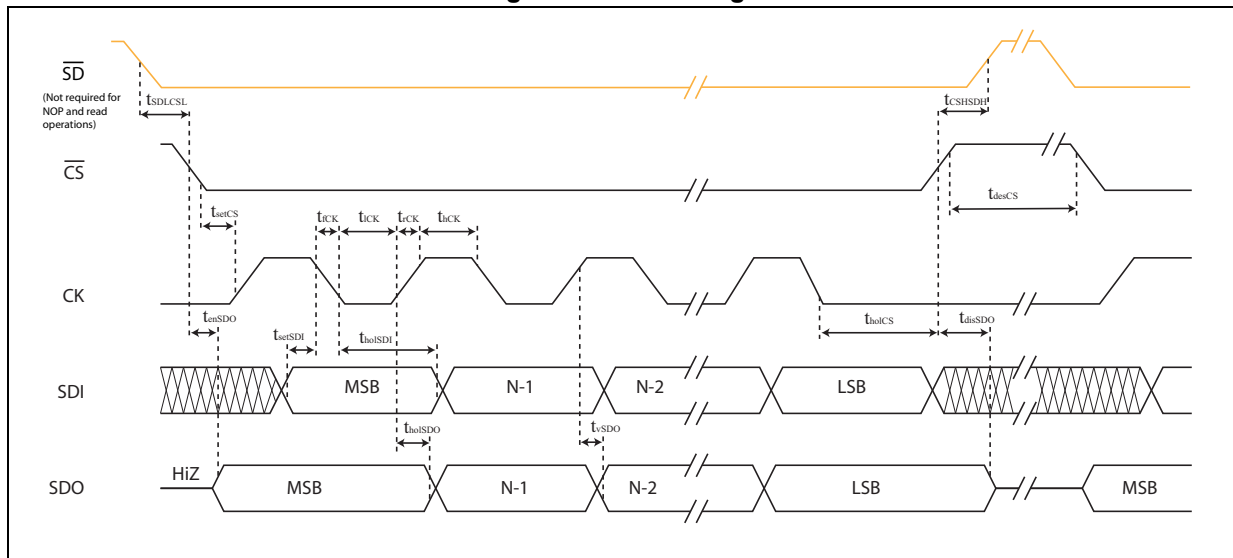 SD
(Not required for
NOP and read
operations)
tSDLCSL
tCSHSDH
CS
tsetCS
tfCK
tlCK
trCK
thCK
tdesCS
CK
tenSDO
tsetSDI
tholSDI
tholCS
tdisSDO
SDI
MSB
N-1
N-2
LSB
tholSDO
tvSDO
SDO
HiZ
MSB
N-1
N-2
LSB
MSB